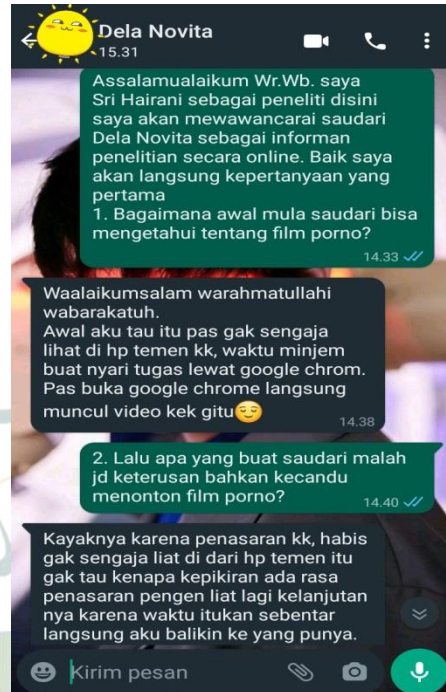 Dela Novita
15.31
Assalamualaikum Wr.Wb. saya
Sri Hairani sebagai peneliti disini
saya akan mewawancarai saudari
Dela Novita sebagai informan
penelitian secara online. Baik saya
akan langsung kepertanyaan yang
pertama
1. Bagaimana awal mula saudari bisa
mengetahui tentang film porno?
14.33
Waalaikumsalam warahmatullahi
wabarakatuh.
Awal aku tau itu pas gak sengaja
lihat di hp temen kk, waktu minjem
buat nyari tugas lewat google chrom.
Pas buka google chrome langsung
muncul video kek gitu😌
14.38
2. Lalu apa yang buat saudari malah
jd keterusan bahkan kecandu
menonton film porno?
14.40
Kayaknya karena penasaran kk, habis
gak sengaja liat di dari hp temen itu
gak tau kenapa kepikiran ada rasa
penasaran pengen liat lagi kelanjutan
nya karena waktu itukan sebentar
langsung aku balikin ke yang punya.
Kirim pesan